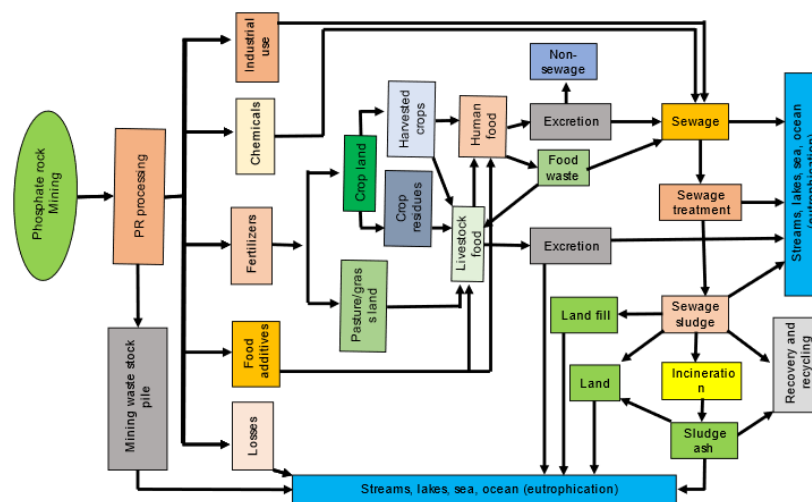 Phosphate rock
Mining
PR processing
Mining waste stock
pile
Industrial
use
Chemicals
Fertilizers
Food
additives
Losses
Crop land
Pasture/gras
s land
Harvested
crops
Crop
residues
Human
food
Livestock
food
Non-
sewage
Excretion
Food
waste
Excretion
Sewage
Sewage
treatment
Sewage
sludge
Land fill
Land
Incineratio
n
Sludge
ash
Recovery and
recycling
Streams, lakes, sea, ocean
(eutrophication)
Streams, lakes, sea, ocean (eutrophication)